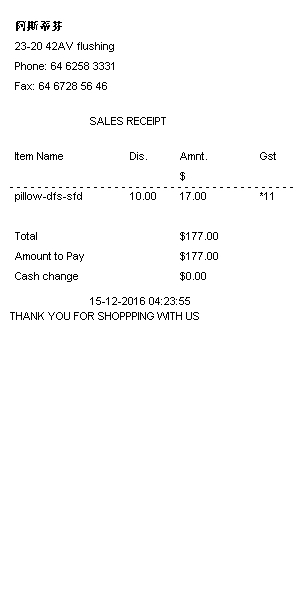 阿斯蒂芬
23-20 42AV flushing
Phone: 64 6258 3331
Fax: 64 6728 56 46
SALES RECEIPT
Item Name Dis. Amnt. Gst
$
pillow-dfs-sfd 10.00 17.00 *11
Total $177.00
Amount to Pay $177.00
Cash change $0.00
15-12-2016 04:23:55
THANK YOU FOR SHOPPPING WITH US